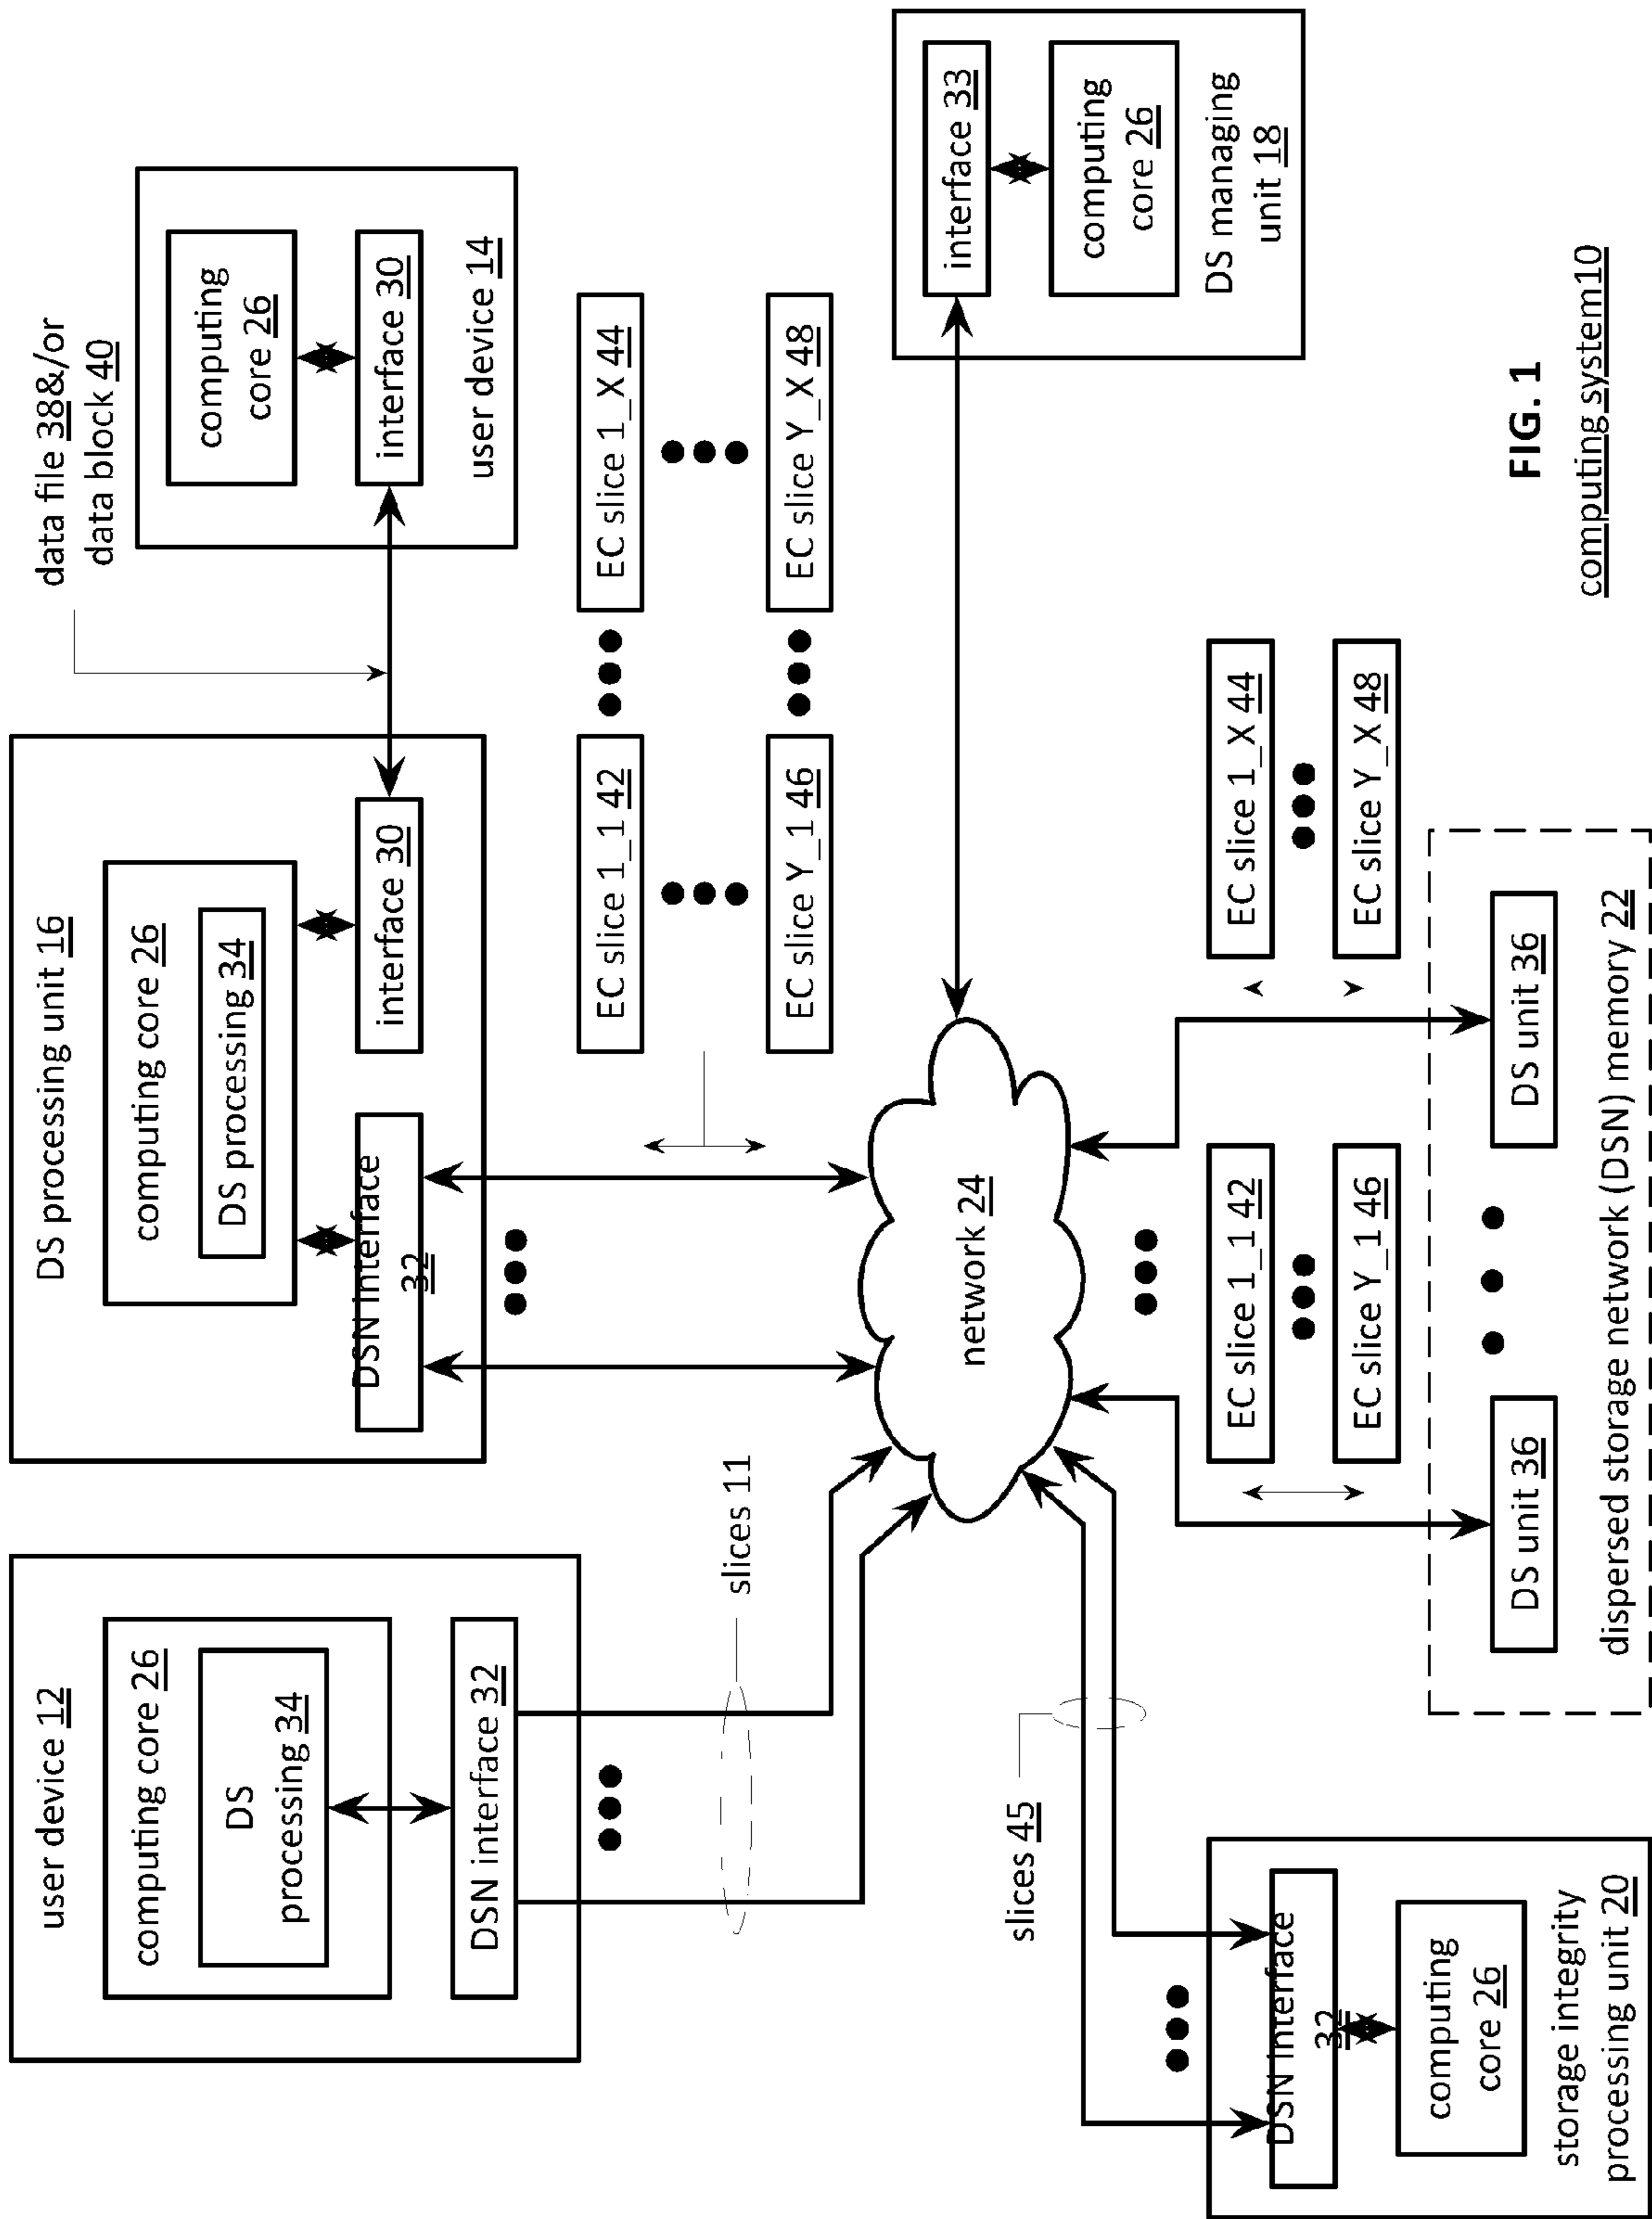 user device 12
computing core 26
DS
processing 34
DSN interface 32
slices 11
DS processing unit 16
computing core 26
DS processing 34
DSN interface
32
interface 30
data file 38&/or
data block 40
computing
core 26
interface 30
user device 14
EC slice 1_1 42
EC slice 1_X 44
EC slice Y_1 46
EC slice Y_X 48
network 24
slices 45
DSN interface
32
computing
core 26
storage integrity
processing unit 20
EC slice 1_1 42
EC slice 1_X 44
EC slice Y_1 46
EC slice Y_X 48
DS unit 36
DS unit 36
dispersed storage network (DSN) memory 22
interface 33
computing
core 26
DS managing
unit 18
FIG. 1
computing system10